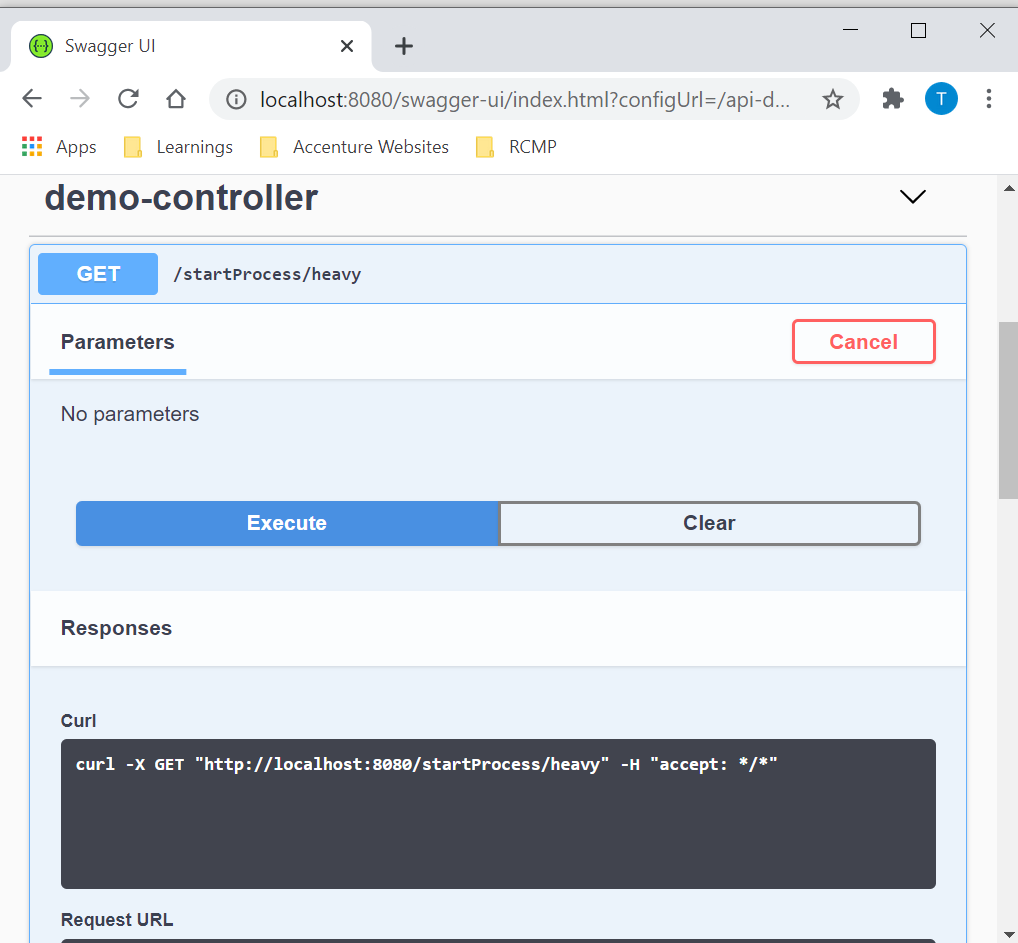 Swagger UI
localhost:8080/swagger-ui/index.html?configUrl=/api-d...
T
Apps Learnings Accenture Websites RCMP
demo-controller
GET /startProcess/heavy
Parameters Cancel
No parameters
Execute Clear
Responses
Curl
curl -X GET "http://localhost:8080/startProcess/heavy" -H "accept: */*"
Request URL